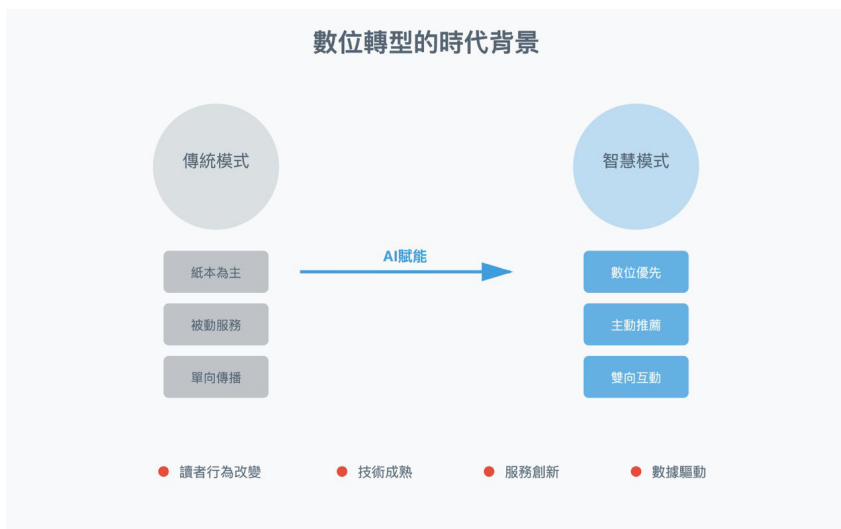 數位轉型的時代背景
傳統模式
智慧模式
AI賦能
紙本為主
數位優先
被動服務
主動推薦
單向傳播
雙向互動
讀者行為改變
技術成熟
服務創新
數據驅動